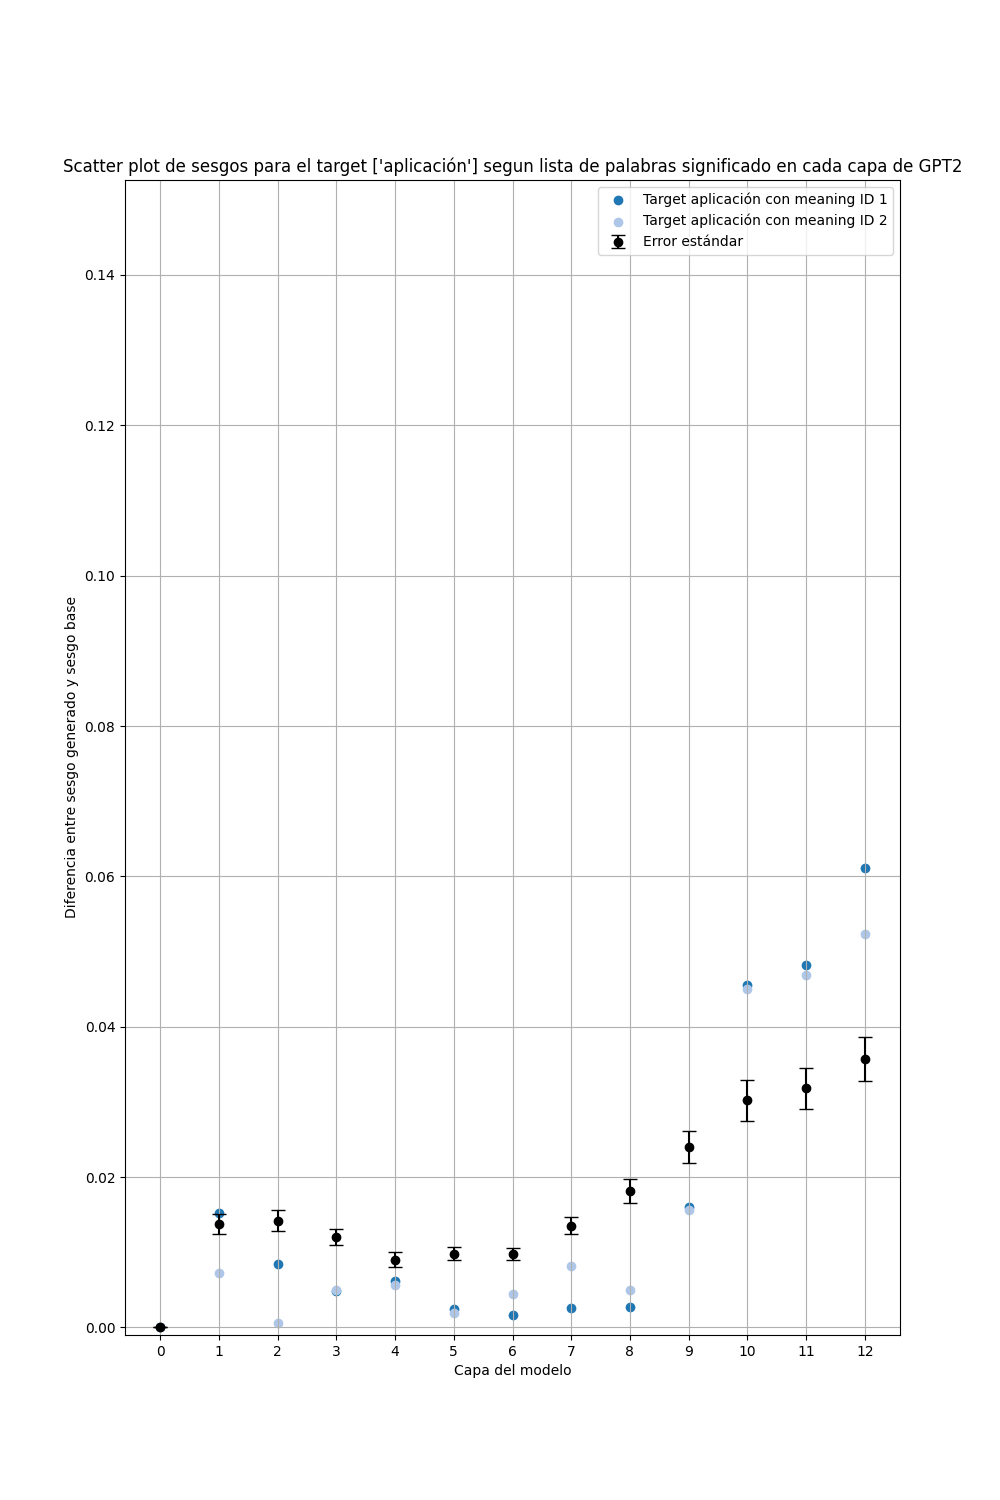 Scatter plot de sesgos para el target ['aplicación'] segun lista de palabras significado en cada capa de GPT2
Target aplicación con meaning ID 1
Target aplicación con meaning ID 2
Error estándar
0.14
0.12
0.10
0.08
0.06
0.04
0.02
0.00
Diferencia entre sesgo generado y sesgo base
0 1 2 3 4 5 6 7 8 9 10 11 12
Capa del modelo